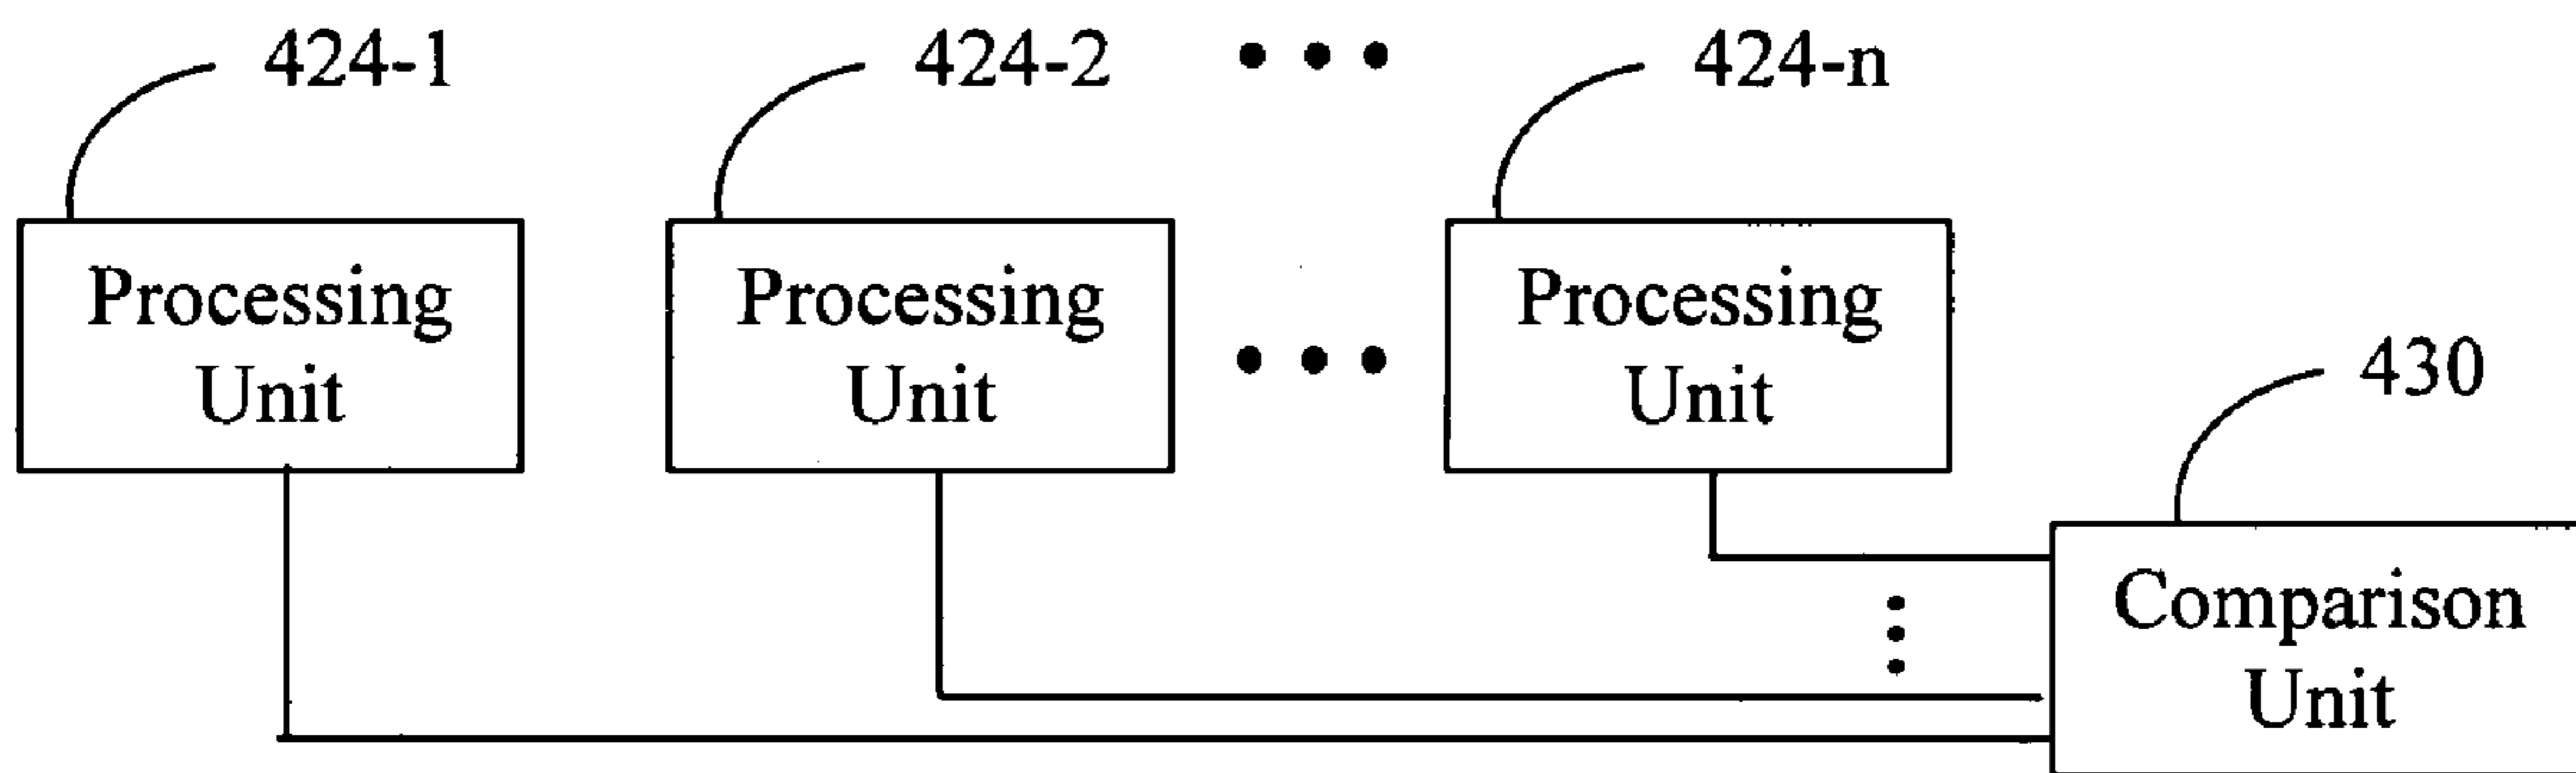 424-1
424-2
424-n
Processing
Unit
Processing
Unit
Processing
Unit
430
Comparison
Unit